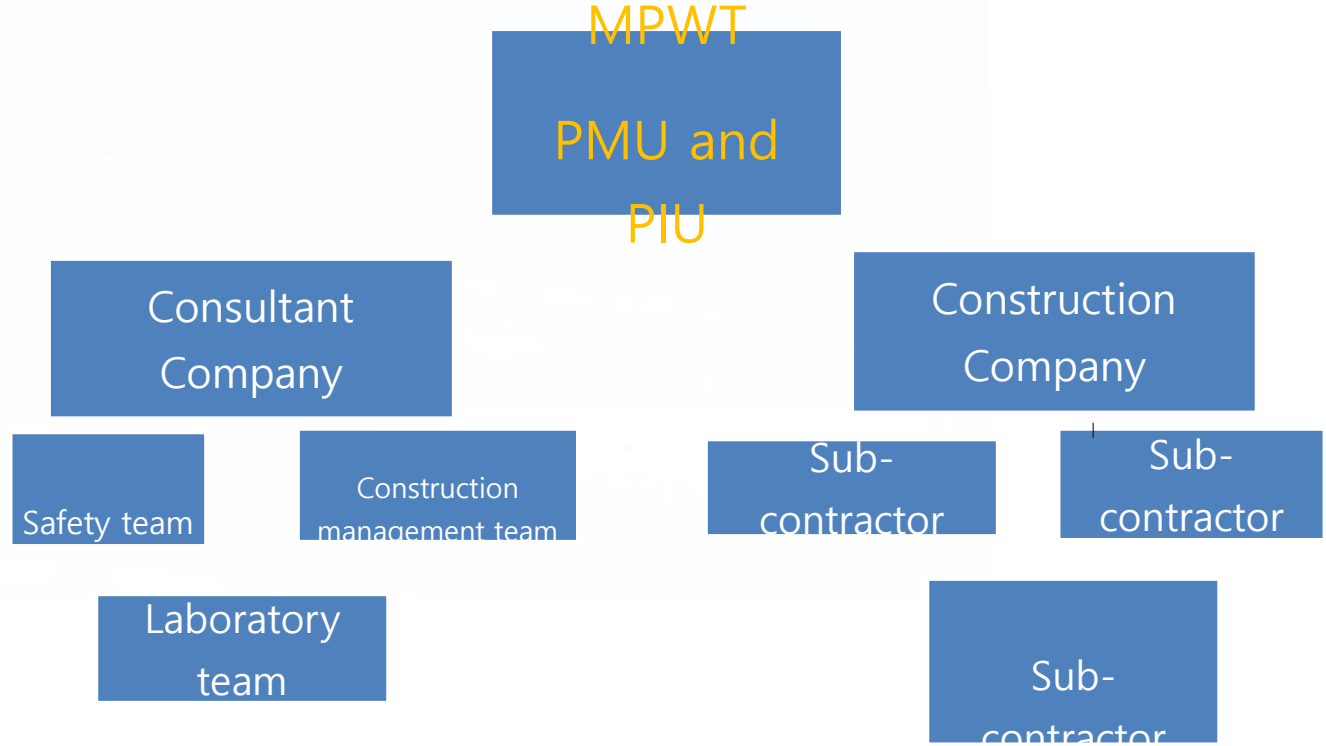 MPWT
PMU and
PIU
Consultant
Company
Construction
Company
Safety team
Construction
management team
Sub-
contractor
Sub-
contractor
Laboratory
team
Sub-
contractor